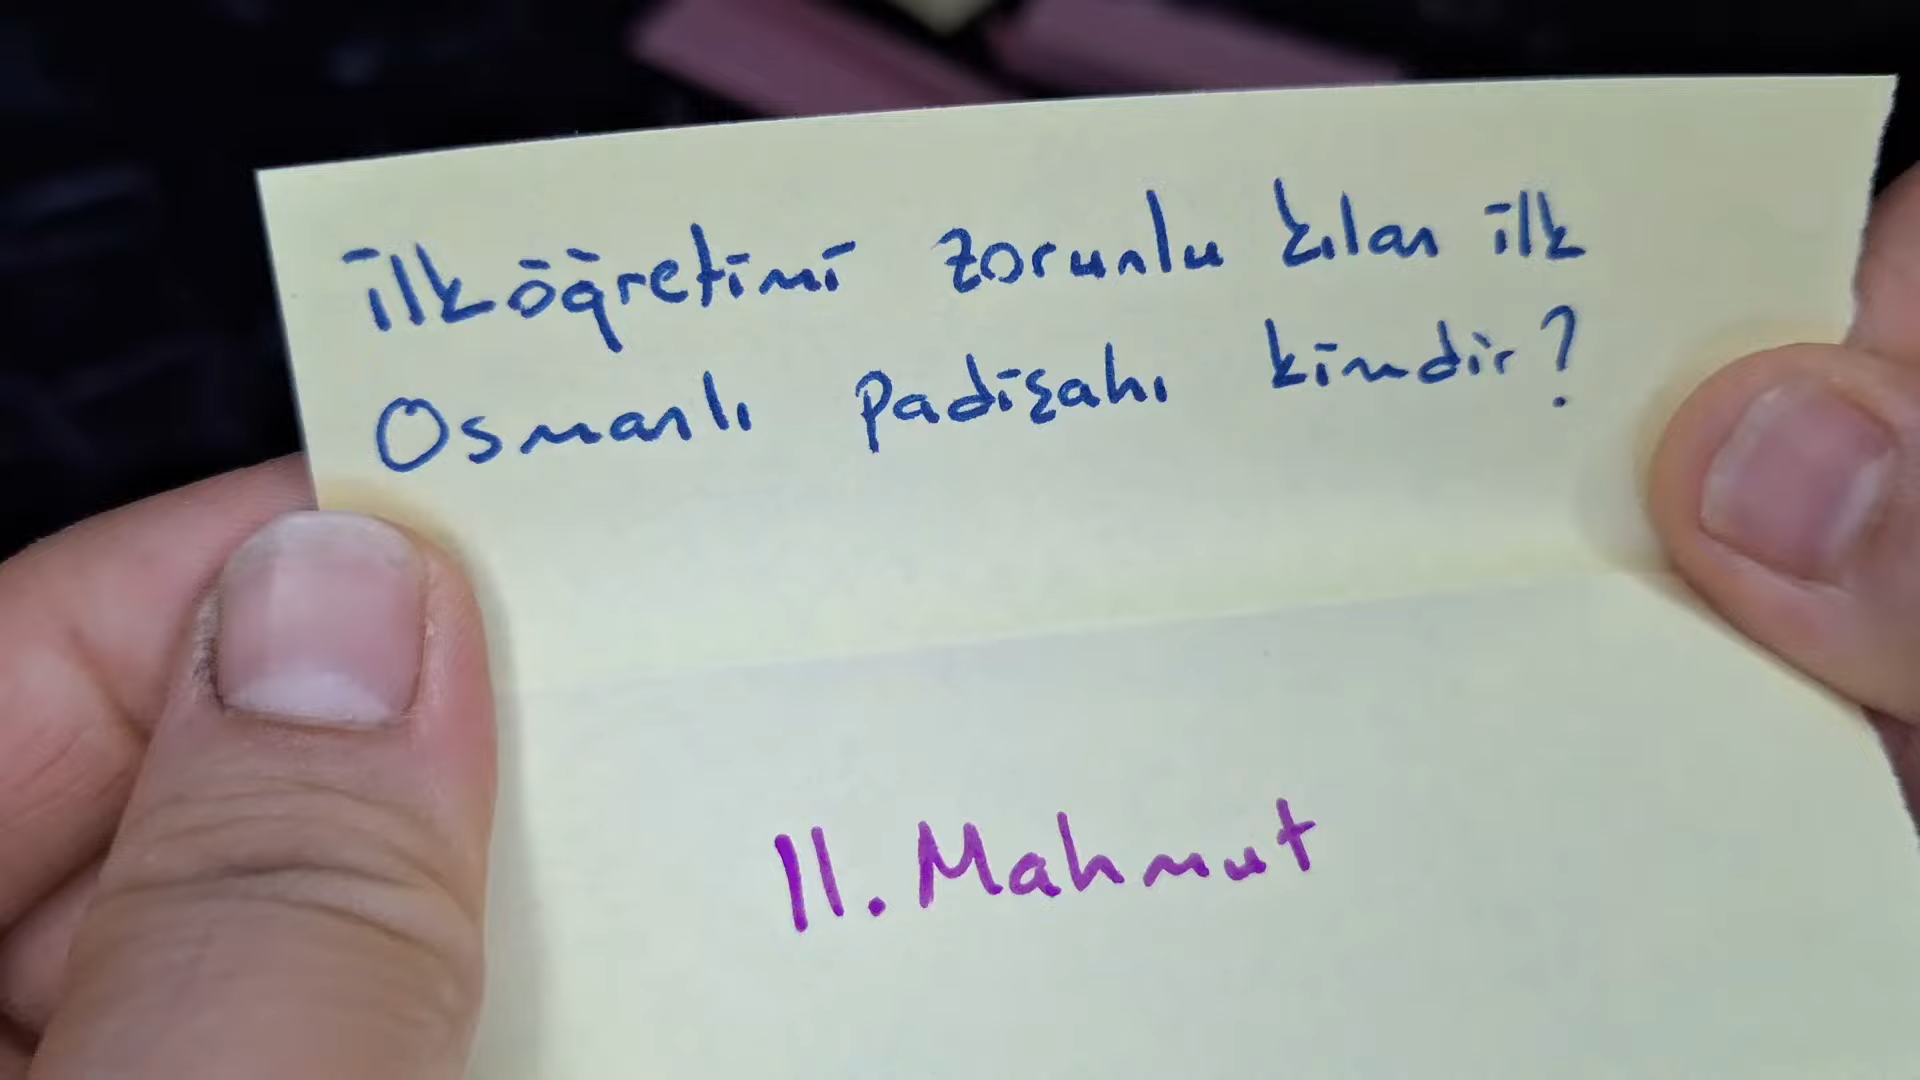 İlköğretimi zorunlu kılan ilk
Osmanlı padişahı kimdir?
II. Mahmut